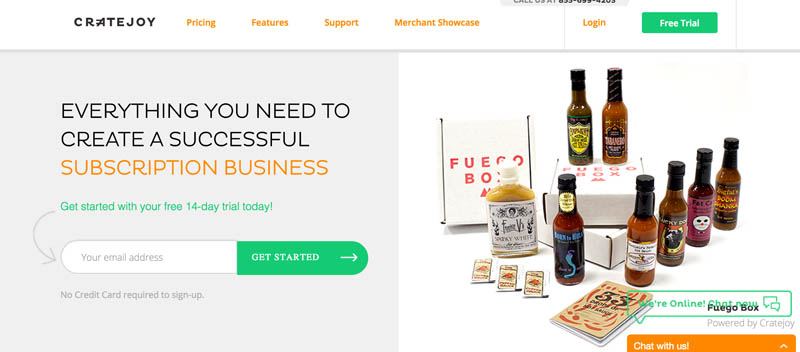 CALL US AT 855-699-4203
CRATEJOY
Pricing
Features
Support
Merchant Showcase
Login
Free Trial
EVERYTHING YOU NEED TO
CREATE A SUCCESSFUL
SUBSCRIPTION BUSINESS
Get started with your free 14-day trial today!
Your email address
GET STARTED
No Credit Card required to sign-up.
FUEGO
BOX
FUEGO
BOX
We're Online! Chat now
Fuego Box
Powered by Cratejoy
Chat with us!